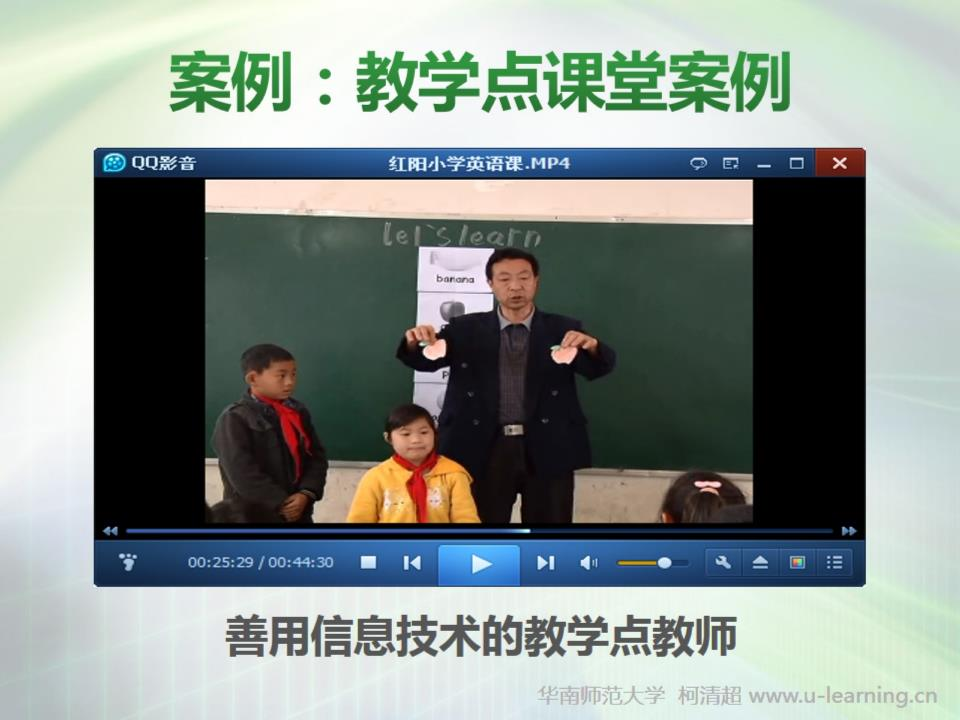 案例：教学点课堂案例
QQ影音
红阳小学英语课.MP4
let's learn
banana
00:25:29 / 00:44:30
善用信息技术的教学点教师
华南师范大学 柯清超 www.u-learning.cn